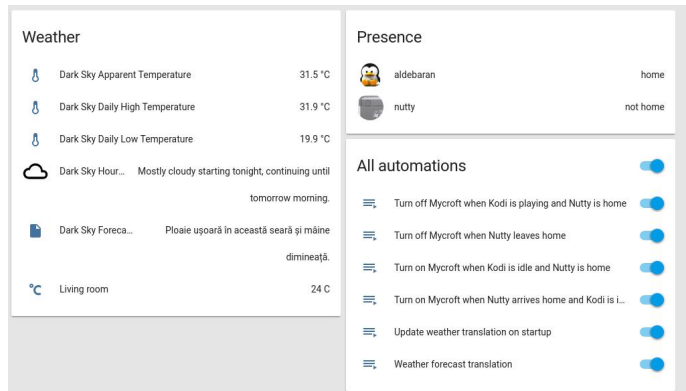 Weather
Dark Sky Apparent Temperature 31.5 °C
Dark Sky Daily High Temperature 31.9 °C
Dark Sky Daily Low Temperature 19.9 °C
Dark Sky Hour... Mostly cloudy starting tonight, continuing until
tomorrow morning.
Dark Sky Foreca... Ploaie ușoară în această seară și mâine
dimineață.
°C Living room 24 C
Presence
aldebaran home
nutty not home
All automations
Turn off Mycroft when Kodi is playing and Nutty is home
Turn off Mycroft when Nutty leaves home
Turn on Mycroft when Kodi is idle and Nutty is home
Turn on Mycroft when Nutty arrives home and Kodi is i...
Update weather translation on startup
Weather forecast translation